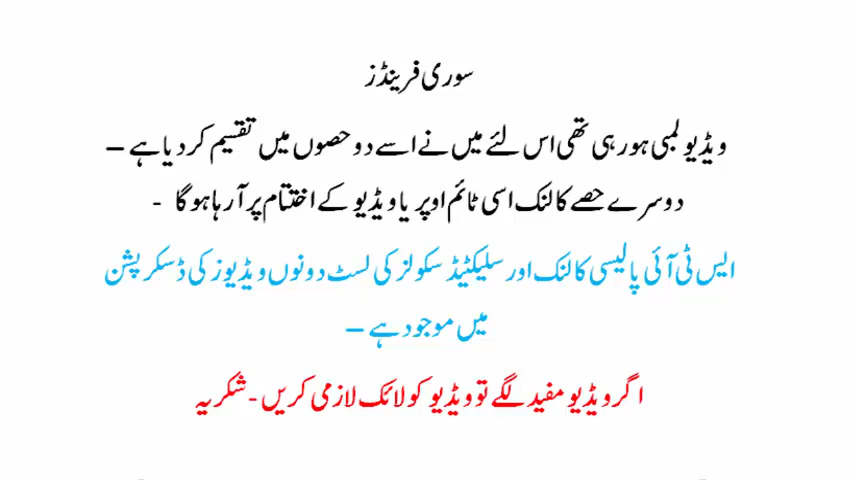 سوری فرینڈز
ویڈیو لمبی ہو رہی تھی اس لئے میں نے اسے دو حصوں میں تقسیم کر دیا ہے –
دوسرے حصے کا لنک اسی ٹائم اوپر یا ویڈیو کے اختتام پر آ رہا ہو گا -
ایس ٹی آئی پالیسی کا لنک اور سلیکٹیڈ سکولز کی لسٹ دونوں ویڈیوز کی ڈسکرپشن
میں موجود ہے –
اگر ویڈیو مفید لگے تو ویڈیو کو لائک لازمی کریں - شکریہ